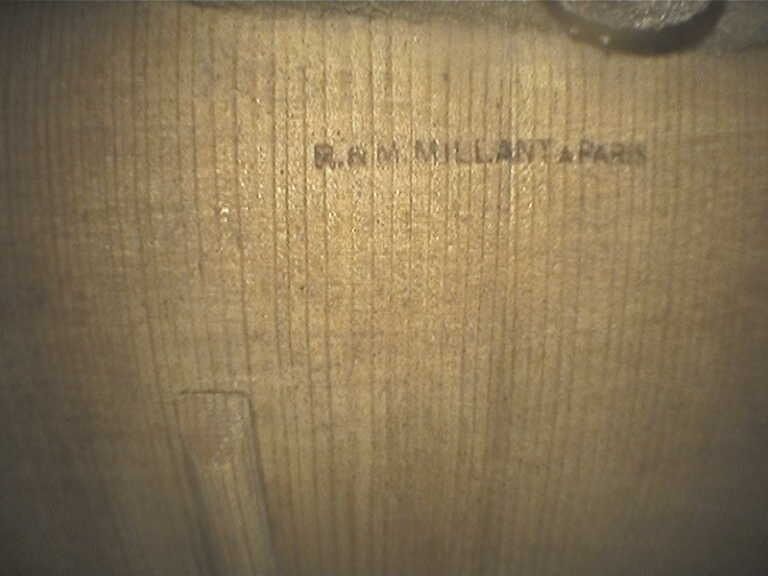 R. & M. MILLANT A PARIS